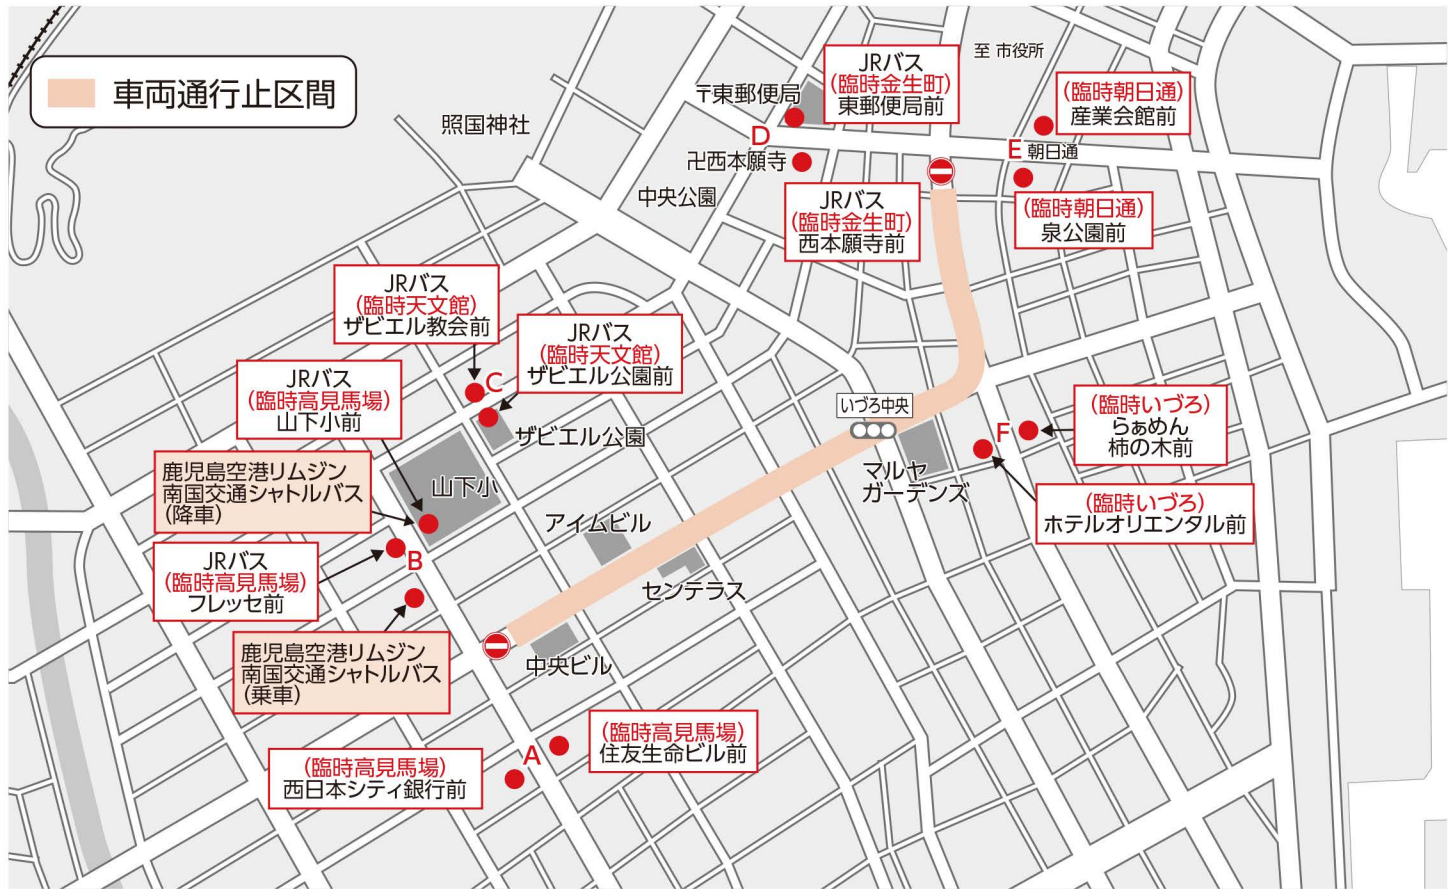 車両通行止区間
照国神社
〒東郵便局
JRバス
(臨時金生町)
東郵便局前
至 市役所
(臨時朝日通)
産業会館前
D
E 朝日通
卍西本願寺
中央公園
JRバス
(臨時金生町)
西本願寺前
(臨時朝日通)
泉公園前
JRバス
(臨時天文館)
ザビエル教会前
JRバス
(臨時天文館)
ザビエル公園前
C
JRバス
(臨時高見馬場)
山下小前
ザビエル公園
いづろ中央
(臨時いづろ)
らぁめん
柿の木前
F
鹿児島空港リムジン
南国交通シャトルバス
(降車)
山下小
マルヤ
ガーデンズ
(臨時いづろ)
ホテルオリエンタル前
アイムビル
JRバス
(臨時高見馬場)
フレッセ前
B
センテラス
鹿児島空港リムジン
南国交通シャトルバス
(乗車)
中央ビル
A
(臨時高見馬場)
住友生命ビル前
(臨時高見馬場)
西日本シティ銀行前